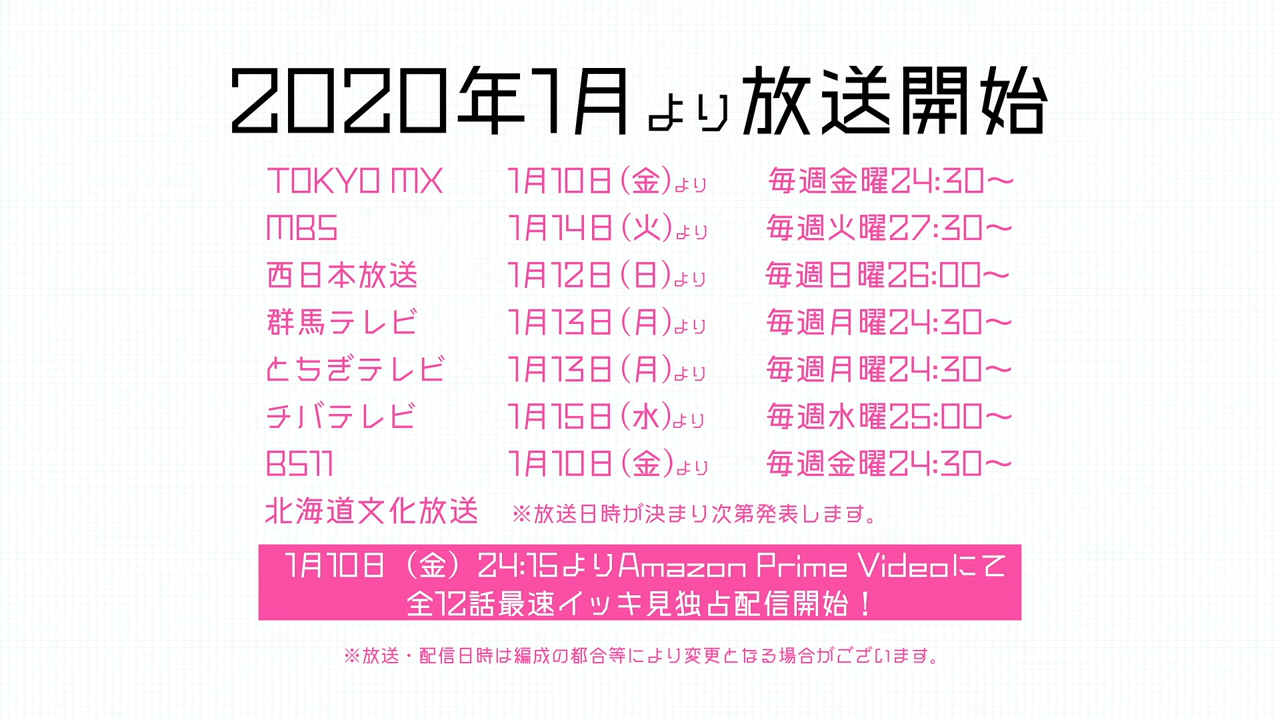 2020年1月より放送開始
TOKYO MX 1月10日(金)より 毎週金曜24:30～
MBS 1月14日(火)より 毎週火曜27:30～
西日本放送 1月12日(日)より 毎週日曜26:00～
群馬テレビ 1月13日(月)より 毎週月曜24:30～
とちぎテレビ 1月13日(月)より 毎週月曜24:30～
チバテレビ 1月15日(水)より 毎週水曜25:00～
BS11 1月10日(金)より 毎週金曜24:30～
北海道文化放送 ※放送日時が決まり次第発表します。
1月10日（金）24:15よりAmazon Prime Videoにて
全12話最速イッキ見独占配信開始！
※放送・配信日時は編成の都合等により変更となる場合がございます。